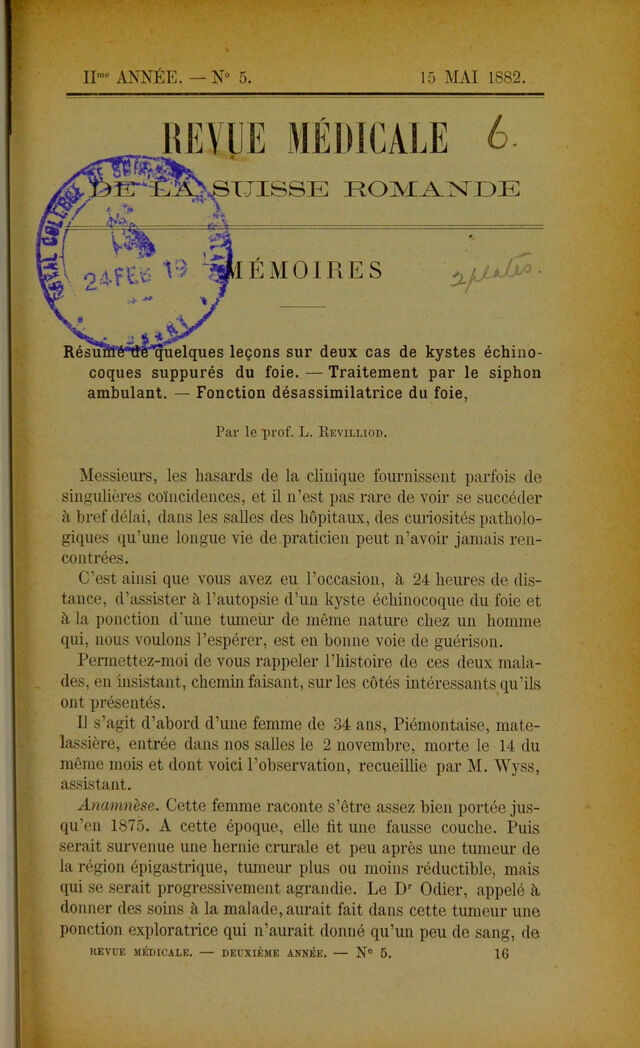 IIme ANNÉE. — N° 5. 15 MAI 1882.
REVUE MÉDICALE 6.
DE LA SUISSE ROMANDE
ROYAL COLLEGE OF SURGEONS
24 FEB 19
MÉMOIRES 2 plates.
Résumé de quelques leçons sur deux cas de kystes échino-
coques suppurés du foie. — Traitement par le siphon
ambulant. — Fonction désassimilatrice du foie,
Par le prof. L. Revilliod.
Messieurs, les hasards de la clinique fournissent parfois de
singulières coïncidences, et il n'est pas rare de voir se succéder
à bref délai, dans les salles des hôpitaux, des curiosités patholo-
giques qu'une longue vie de praticien peut n'avoir jamais ren-
contrées.
C'est ainsi que vous avez eu l'occasion, à 24 heures de dis-
tance, d'assister à l'autopsie d'un kyste échinocoque du foie et
à la ponction d'une tumeur de même nature chez un homme
qui, nous voulons l'espérer, est en bonne voie de guérison.
Permettez-moi de vous rappeler l'histoire de ces deux mala-
des, en insistant, chemin faisant, sur les côtés intéressants qu'ils
ont présentés.
Il s'agit d'abord d'une femme de 34 ans, Piémontaise, mate-
lassière, entrée dans nos salles le 2 novembre, morte le 14 du
même mois et dont voici l'observation, recueillie par M. Wyss,
assistant.
Anamnèse. Cette femme raconte s'être assez bien portée jus-
qu'en 1875. A cette époque, elle fit une fausse couche. Puis
serait survenue une hernie crurale et peu après une tumeur de
la région épigastrique, tumeur plus ou moins réductible, mais
qui se serait progressivement agrandie. Le Dr Odier, appelé à
donner des soins à la malade, aurait fait dans cette tumeur une
ponction exploratrice qui n'aurait donné qu'un peu de sang, de
REVUE MÉDICALE. — DEUXIÈME ANNÉE. — N° 5. 16